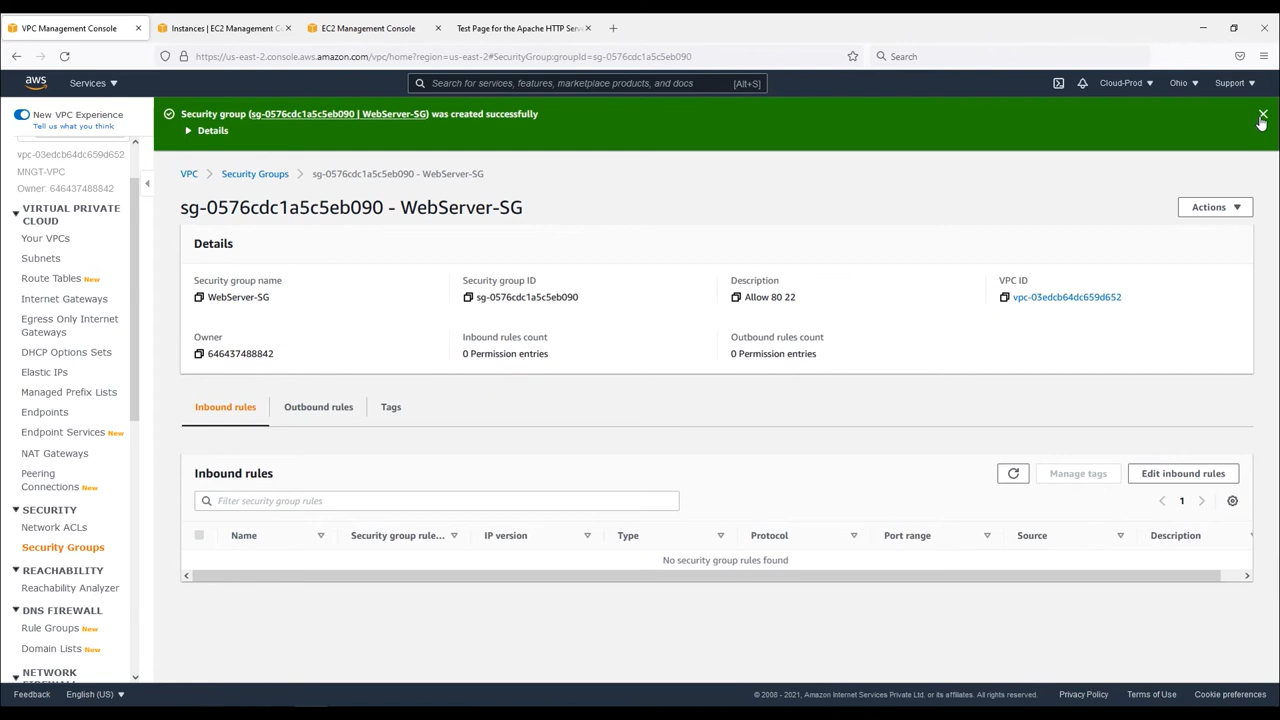 VPC Management Console
Instances | EC2 Management C
EC2 Management Console
Test Page for the Apache HTTP Serv
https://us-east-2.console.aws.amazon.com/vpc/home?region=us-east-2#SecurityGroup:groupId=sg-0576cdc1a5c5eb090
Search
aws
Services
Search for services, features, marketplace products, and docs
[Alt+S]
Cloud-Prod
Ohio
Support
New VPC Experience
Tell us what you think
vpc-03edcb64dc659d652
MNGT-VPC
Owner: 646437488842
VIRTUAL PRIVATE
CLOUD
Your VPCs
Subnets
Route Tables New
Internet Gateways
Egress Only Internet
Gateways
DHCP Options Sets
Elastic IPs
Managed Prefix Lists
Endpoints
Endpoint Services New
NAT Gateways
Peering
Connections New
SECURITY
Network ACLs
Security Groups
REACHABILITY
Reachability Analyzer
DNS FIREWALL
Rule Groups New
Domain Lists New
NETWORK
Security group (sg-0576cdc1a5c5eb090 | WebServer-SG) was created successfully
Details
VPC
Security Groups
sg-0576cdc1a5c5eb090 - WebServer-SG
sg-0576cdc1a5c5eb090 - WebServer-SG
Actions
Details
Security group name
WebServer-SG
Security group ID
sg-0576cdc1a5c5eb090
Description
Allow 80 22
VPC ID
vpc-03edcb64dc659d652
Owner
646437488842
Inbound rules count
0 Permission entries
Outbound rules count
0 Permission entries
Inbound rules
Outbound rules
Tags
Inbound rules
Manage tags
Edit inbound rules
Filter security group rules
1
Name
Security group rule...
IP version
Type
Protocol
Port range
Source
Description
No security group rules found
Feedback
English (US)
© 2008 - 2021, Amazon Internet Services Private Ltd. or its affiliates. All rights reserved.
Privacy Policy
Terms of Use
Cookie preferences